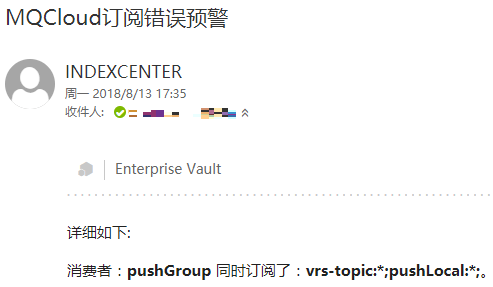 MQCloud订阅错误预警
INDEXCENTER
周一 2018/8/13 17:35
收件人:
Enterprise Vault
详细如下:
消费者：pushGroup 同时订阅了：vrs-topic:*;pushLocal:*;。